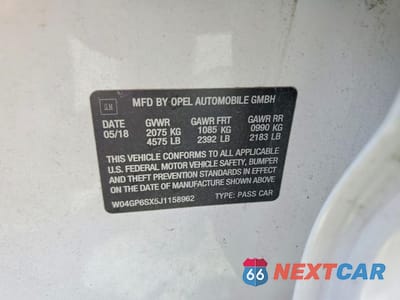 GM MFD BY OPEL AUTOMOBILE GMBH
DATE GVWR GAWR FRT GAWR RR
05/18 2075 KG 1085 KG 0990 KG
4575 LB 2392 LB 2183 LB
THIS VEHICLE CONFORMS TO ALL APPLICABLE
U.S. FEDERAL MOTOR VEHICLE SAFETY, BUMPER
AND THEFT PREVENTION STANDARDS IN EFFECT
ON THE DATE OF MANUFACTURE SHOWN ABOVE.
W04GP6SX5J1158962 TYPE: PASS CAR
66 NEXTCAR